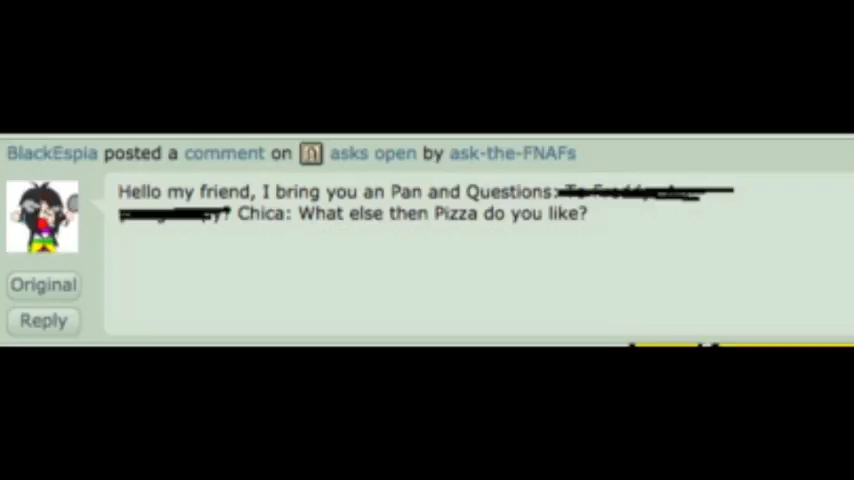 BlackEspia posted a comment on asks open by ask-the-FNAFs
Hello my friend, I bring you an Pan and Questions:
Chica: What else then Pizza do you like?
Original
Reply